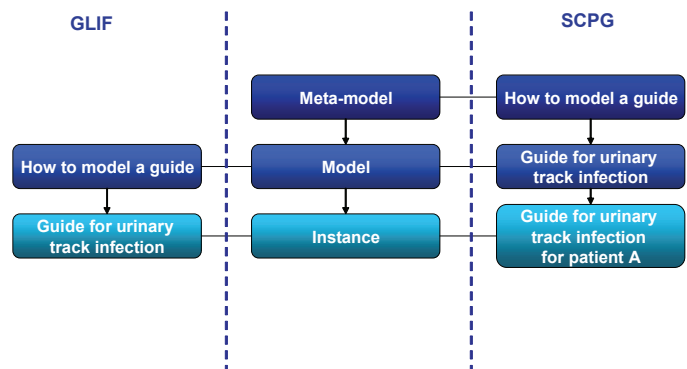 GLIF
SCPG
Meta-model
How to model a guide
How to model a guide
Model
Guide for urinary
track infection
Guide for urinary
track infection
Instance
Guide for urinary
track infection
for patient A